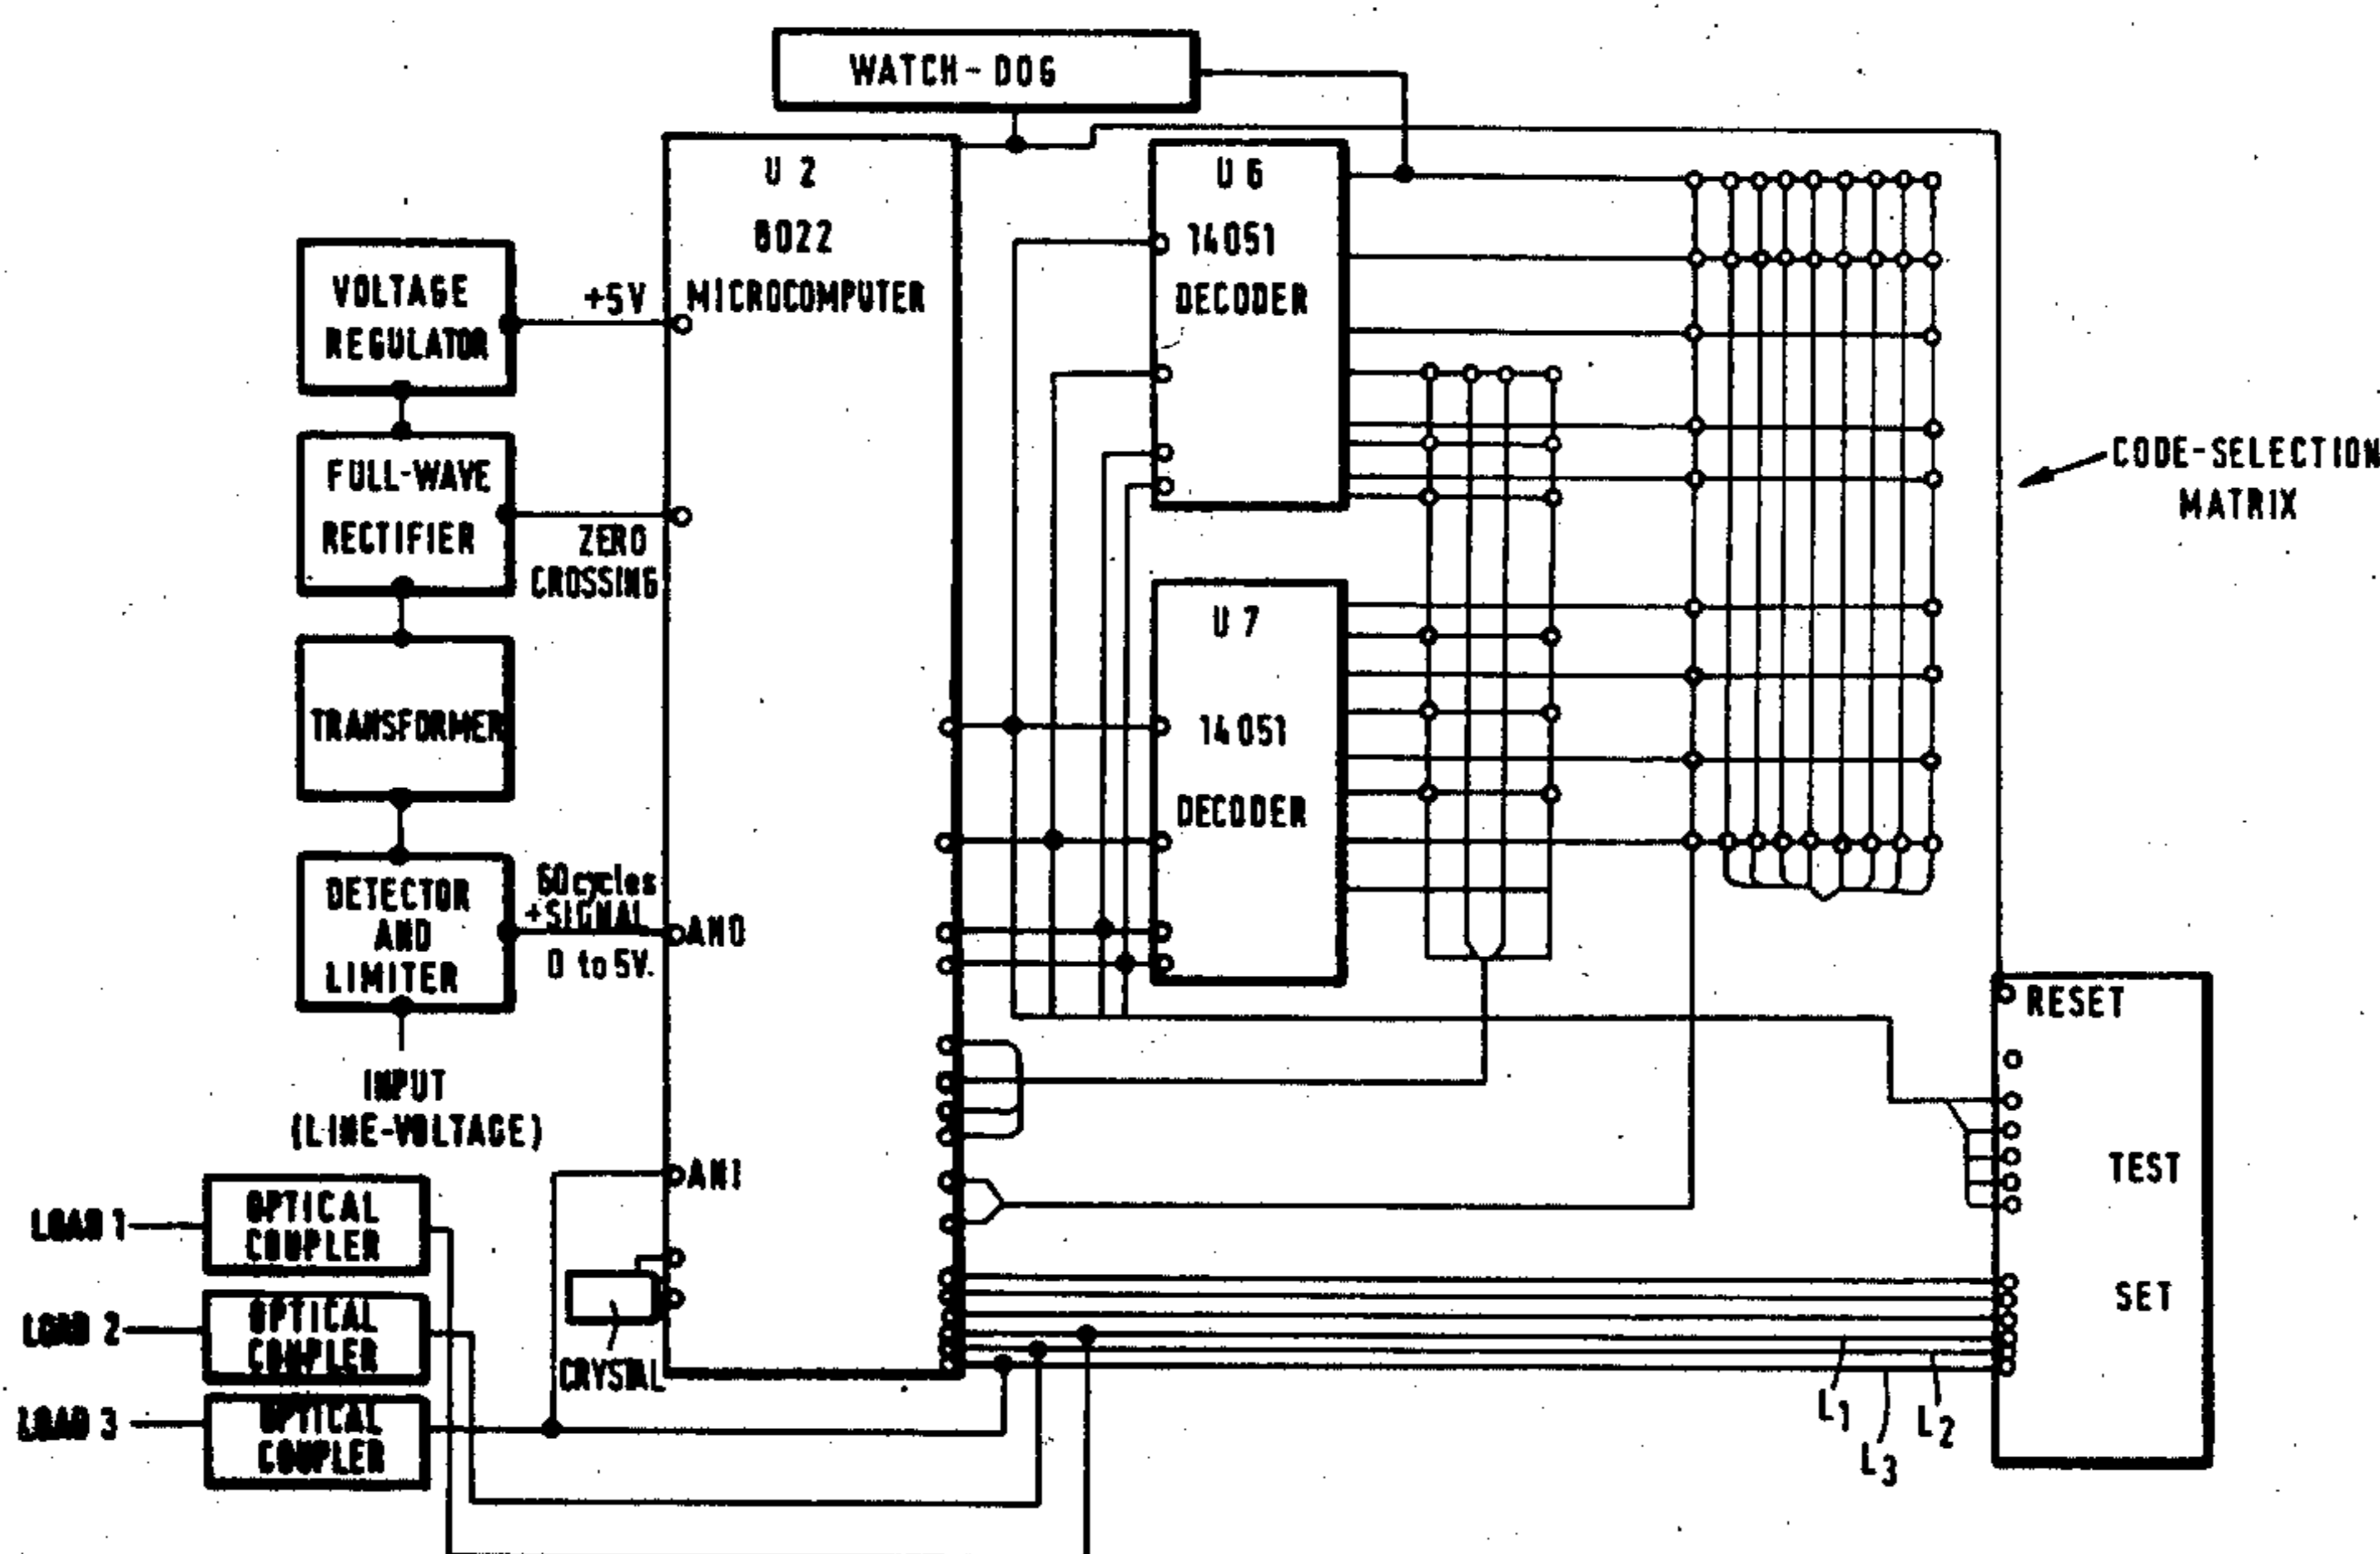 WATCH-DOG
U 2
8022
MICROCOMPUTER
U 6
14051
DECODER
VOLTAGE
REGULATOR
+5V
FULL-WAVE
RECTIFIER
ZERO
CROSSING
CODE-SELECTION
MATRIX
TRANSFORMER
U 7
14051
DECODER
DETECTOR
AND
LIMITER
60cycles
+SIGNAL
0 to 5V.
AN0
INPUT
(LINE-VOLTAGE)
RESET
TEST
SET
AN1
LOAD 1
OPTICAL
COUPLER
LOAD 2
OPTICAL
COUPLER
LOAD 3
OPTICAL
COUPLER
CRYSTAL
L1
L3
L2